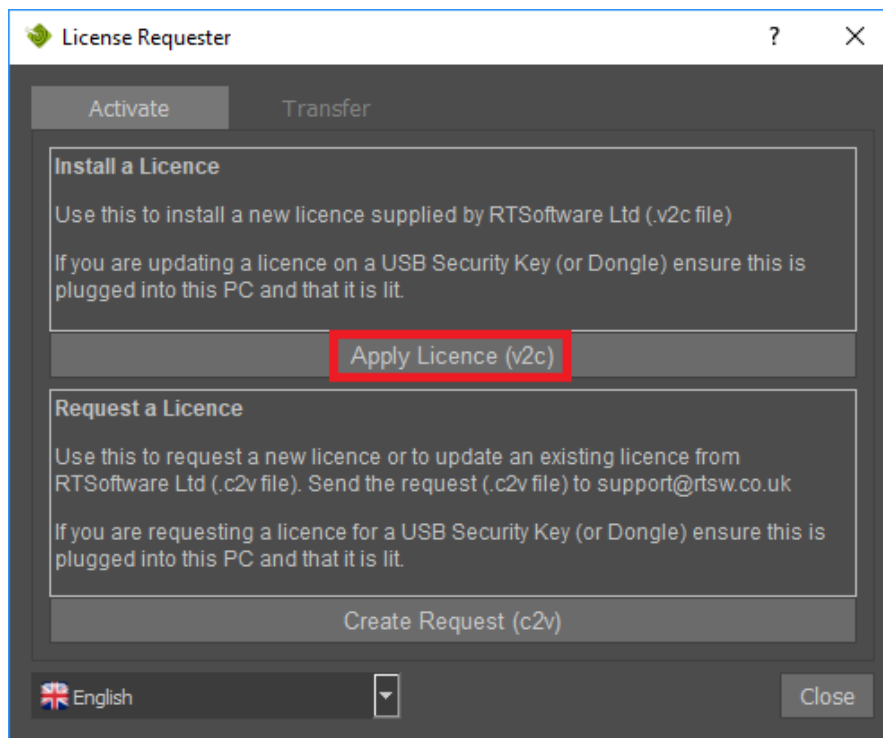 License Requester
?
Activate
Transfer
Install a Licence
Use this to install a new licence supplied by RTSoftware Ltd (.v2c file)
If you are updating a licence on a USB Security Key (or Dongle) ensure this is
plugged into this PC and that it is lit.
Apply Licence (v2c)
Request a Licence
Use this to request a new licence or to update an existing licence from
RTSoftware Ltd (.c2v file). Send the request (.c2v file) to support@rtsw.co.uk
If you are requesting a licence for a USB Security Key (or Dongle) ensure this is
plugged into this PC and that it is lit.
Create Request (c2v)
English
Close